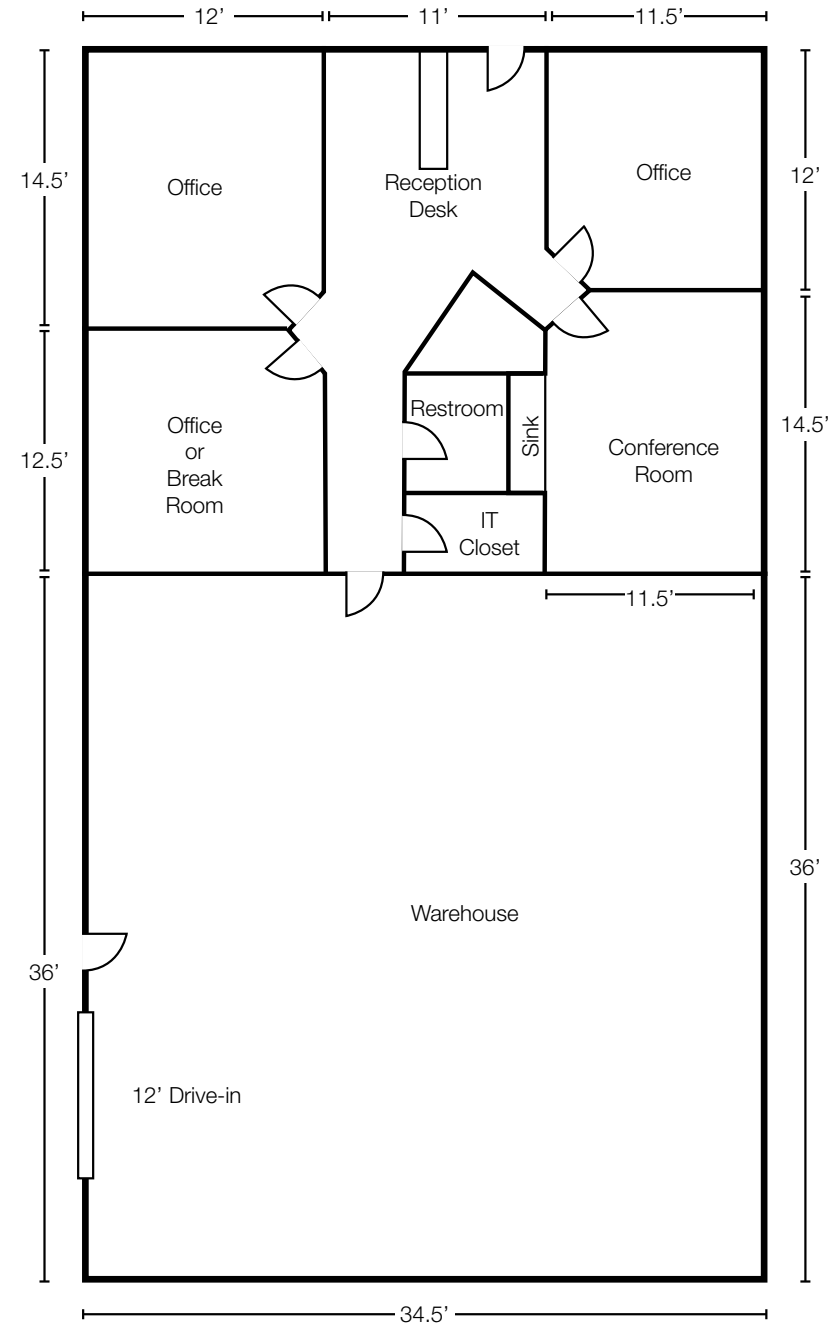 12’
11’
11.5’
14.5’
12’
Office
Reception
Desk
Office
12.5’
Office
or
Break
Room
Restroom
Sink
IT
Closet
Conference
Room
14.5’
11.5’
Warehouse
36’
36’
12’ Drive-in
34.5’